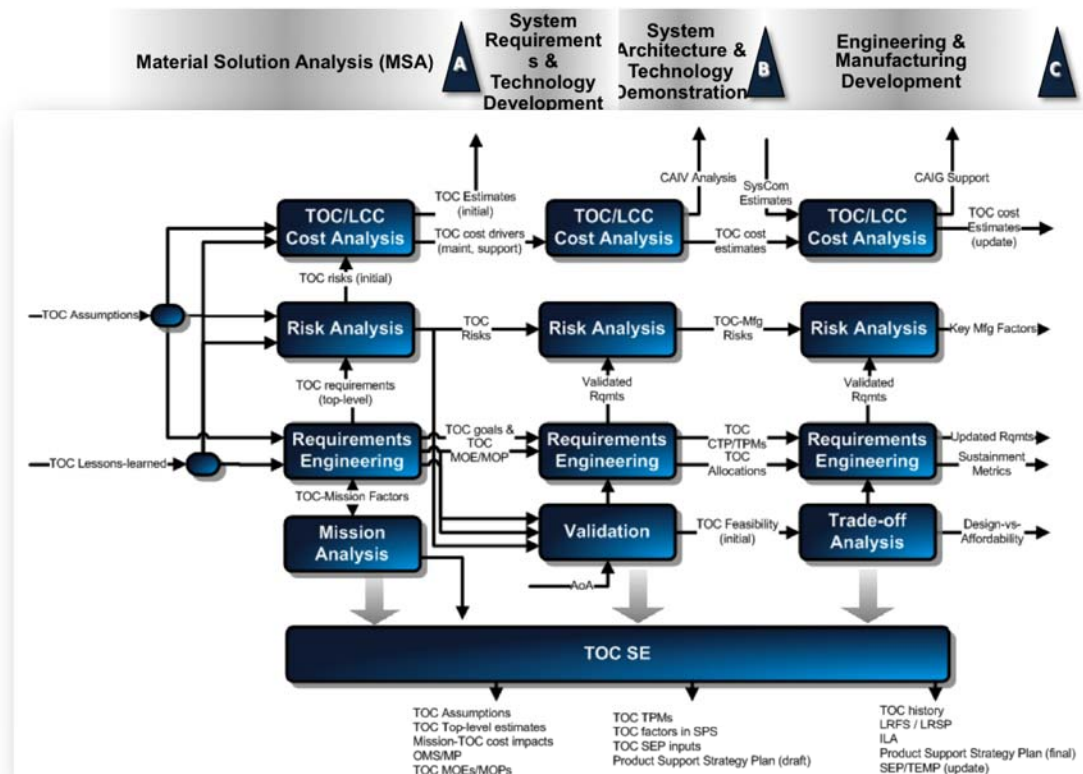 Material Solution Analysis (MSA)
A
System
Requirement
s &
Technology
Development
System
Architecture &
Technology
Demonstration
B
Engineering &
Manufacturing
Development
C
TOC Estimates
(initial)
CAIV Analysis
SysCom
Estimates
CAIG Support
TOC/LCC
Cost Analysis
TOC cost drivers
(maint, support)
TOC/LCC
Cost Analysis
TOC cost
estimates
TOC/LCC
Cost Analysis
TOC cost
Estimates
(update)
TOC risks (initial)
TOC Assumptions
Risk Analysis
TOC
Risks
Risk Analysis
TOC-Mfg
Risks
Risk Analysis
Key Mfg Factors
TOC requirements
(top-level)
Validated
Rqmts
Validated
Rqmts
TOC Lessons-learned
Requirements
Engineering
TOC goals &
TOC
MOE/MOP
Requirements
Engineering
TOC
CTP/TPMs
TOC
Allocations
Requirements
Engineering
Updated Rqmts
Sustainment
Metrics
TOC-Mission Factors
Mission
Analysis
Validation
TOC Feasibility
(initial)
Trade-off
Analysis
Design-vs-
Affordability
AoA
TOC SE
TOC Assumptions
TOC Top-level estimates
Mission-TOC cost impacts
OMS/MP
TOC MOEs/MOPs
TOC TPMs
TOC factors in SPS
TOC SEP inputs
Product Support Strategy Plan (draft)
TOC history
LRFS / LRSP
ILA
Product Support Strategy Plan (final)
SEP/TEMP (update)